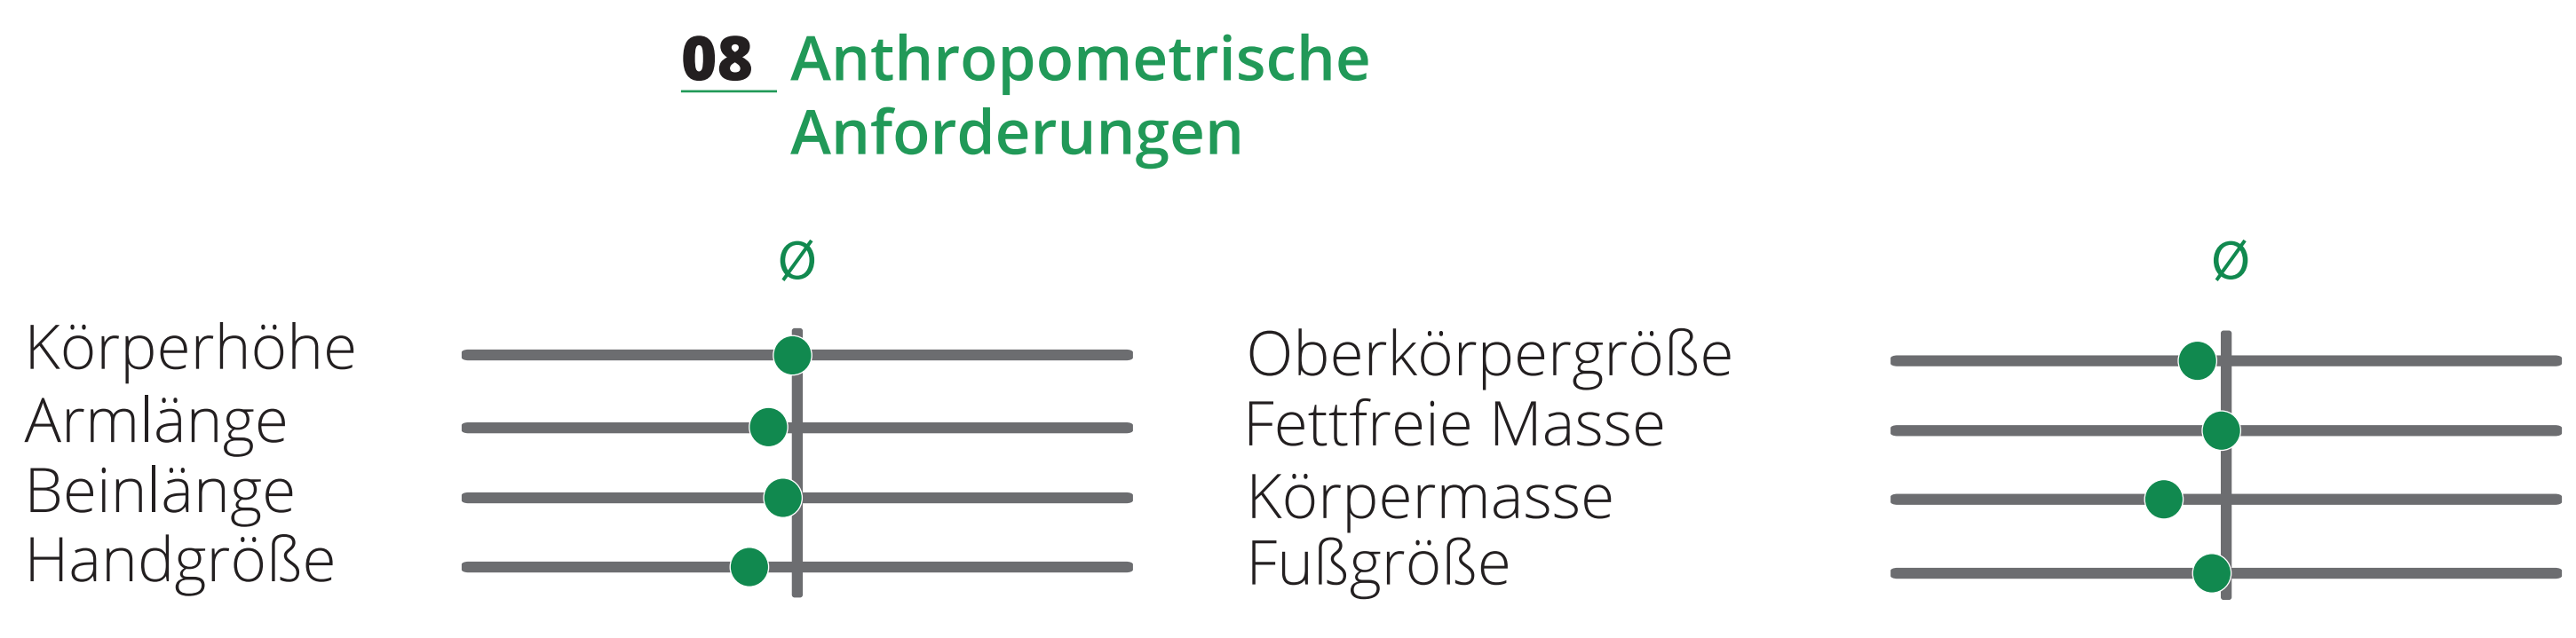 08 Anthropometrische
Anforderungen
Ø
Körperhöhe
Armlänge
Beinlänge
Handgröße
Ø
Oberkörpergröße
Fettfreie Masse
Körpermasse
Fußgröße